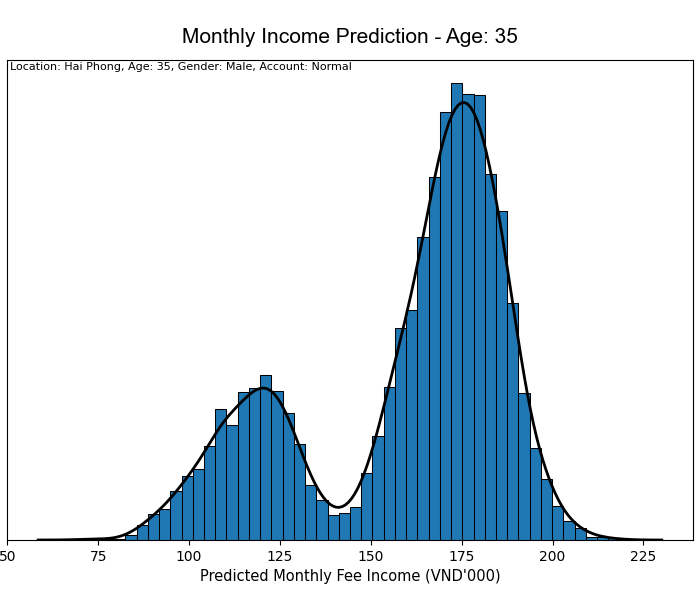 Monthly Income Prediction - Age: 35
Location: Hai Phong, Age: 35, Gender: Male, Account: Normal
50 75 100 125 150 175 200 225
Predicted Monthly Fee Income (VND'000)